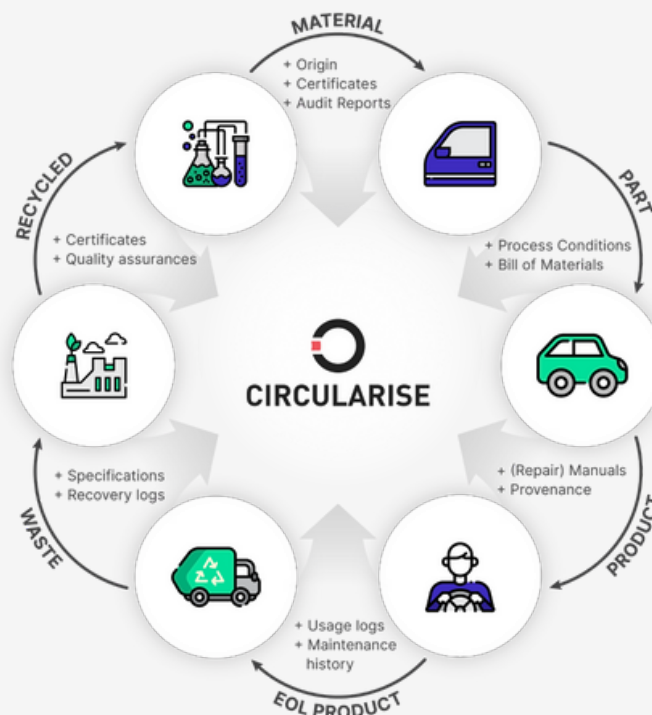 MATERIAL
+ Origin
+ Certificates
+ Audit Reports
PART
+ Process Conditions
+ Bill of Materials
PRODUCT
+ (Repair) Manuals
+ Provenance
EOL PRODUCT
+ Usage logs
+ Maintenance
history
WASTE
+ Specifications
+ Recovery logs
RECYCLED
+ Certificates
+ Quality assurances
CIRCULARISE